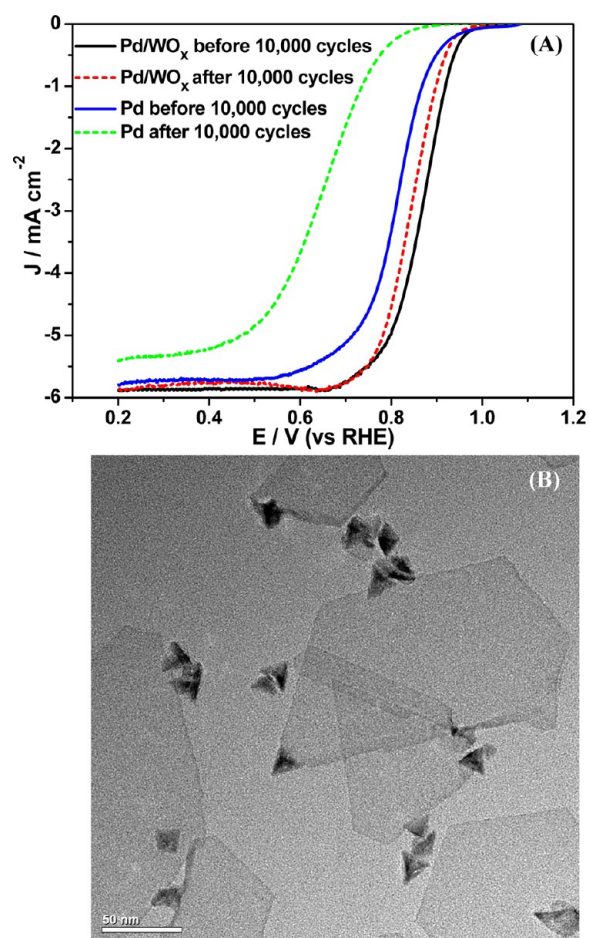 (A)
Pd/WOₓ before 10,000 cycles
Pd/WOₓ after 10,000 cycles
Pd before 10,000 cycles
Pd after 10,000 cycles
J / mA cm⁻²
0
-1
-2
-3
-4
-5
-6
0.2 0.4 0.6 0.8 1.0 1.2
E / V (vs RHE)
(B)
50 nm